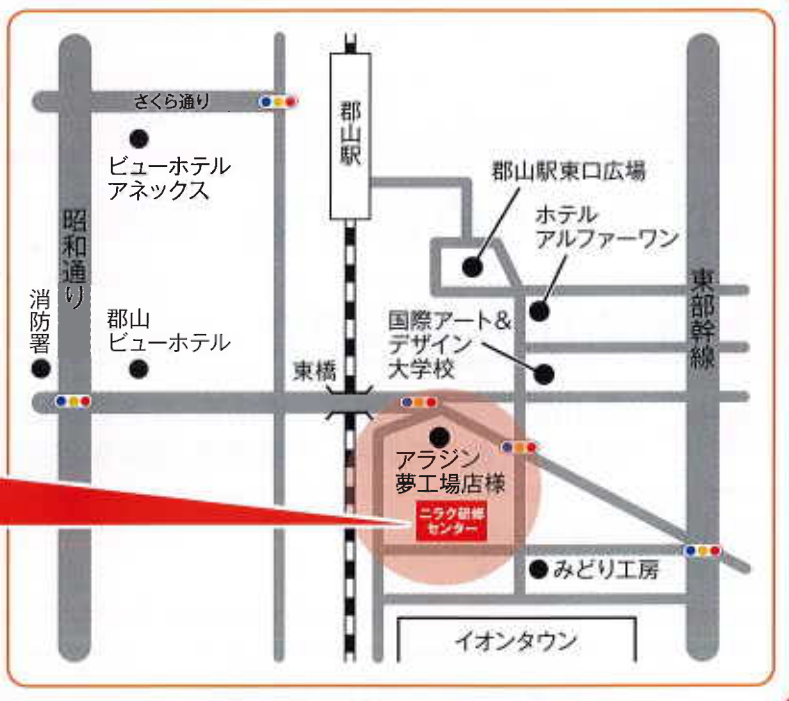 さくら通り
郡山駅
ビューホテル
アネックス
郡山駅東口広場
ホテル
アルファーワン
昭和通り
東部幹線
消防署
郡山
ビューホテル
国際アート&
デザイン
大学校
東橋
アラジン
夢工場店様
ニラク研修
センター
みどり工房
イオンタウン